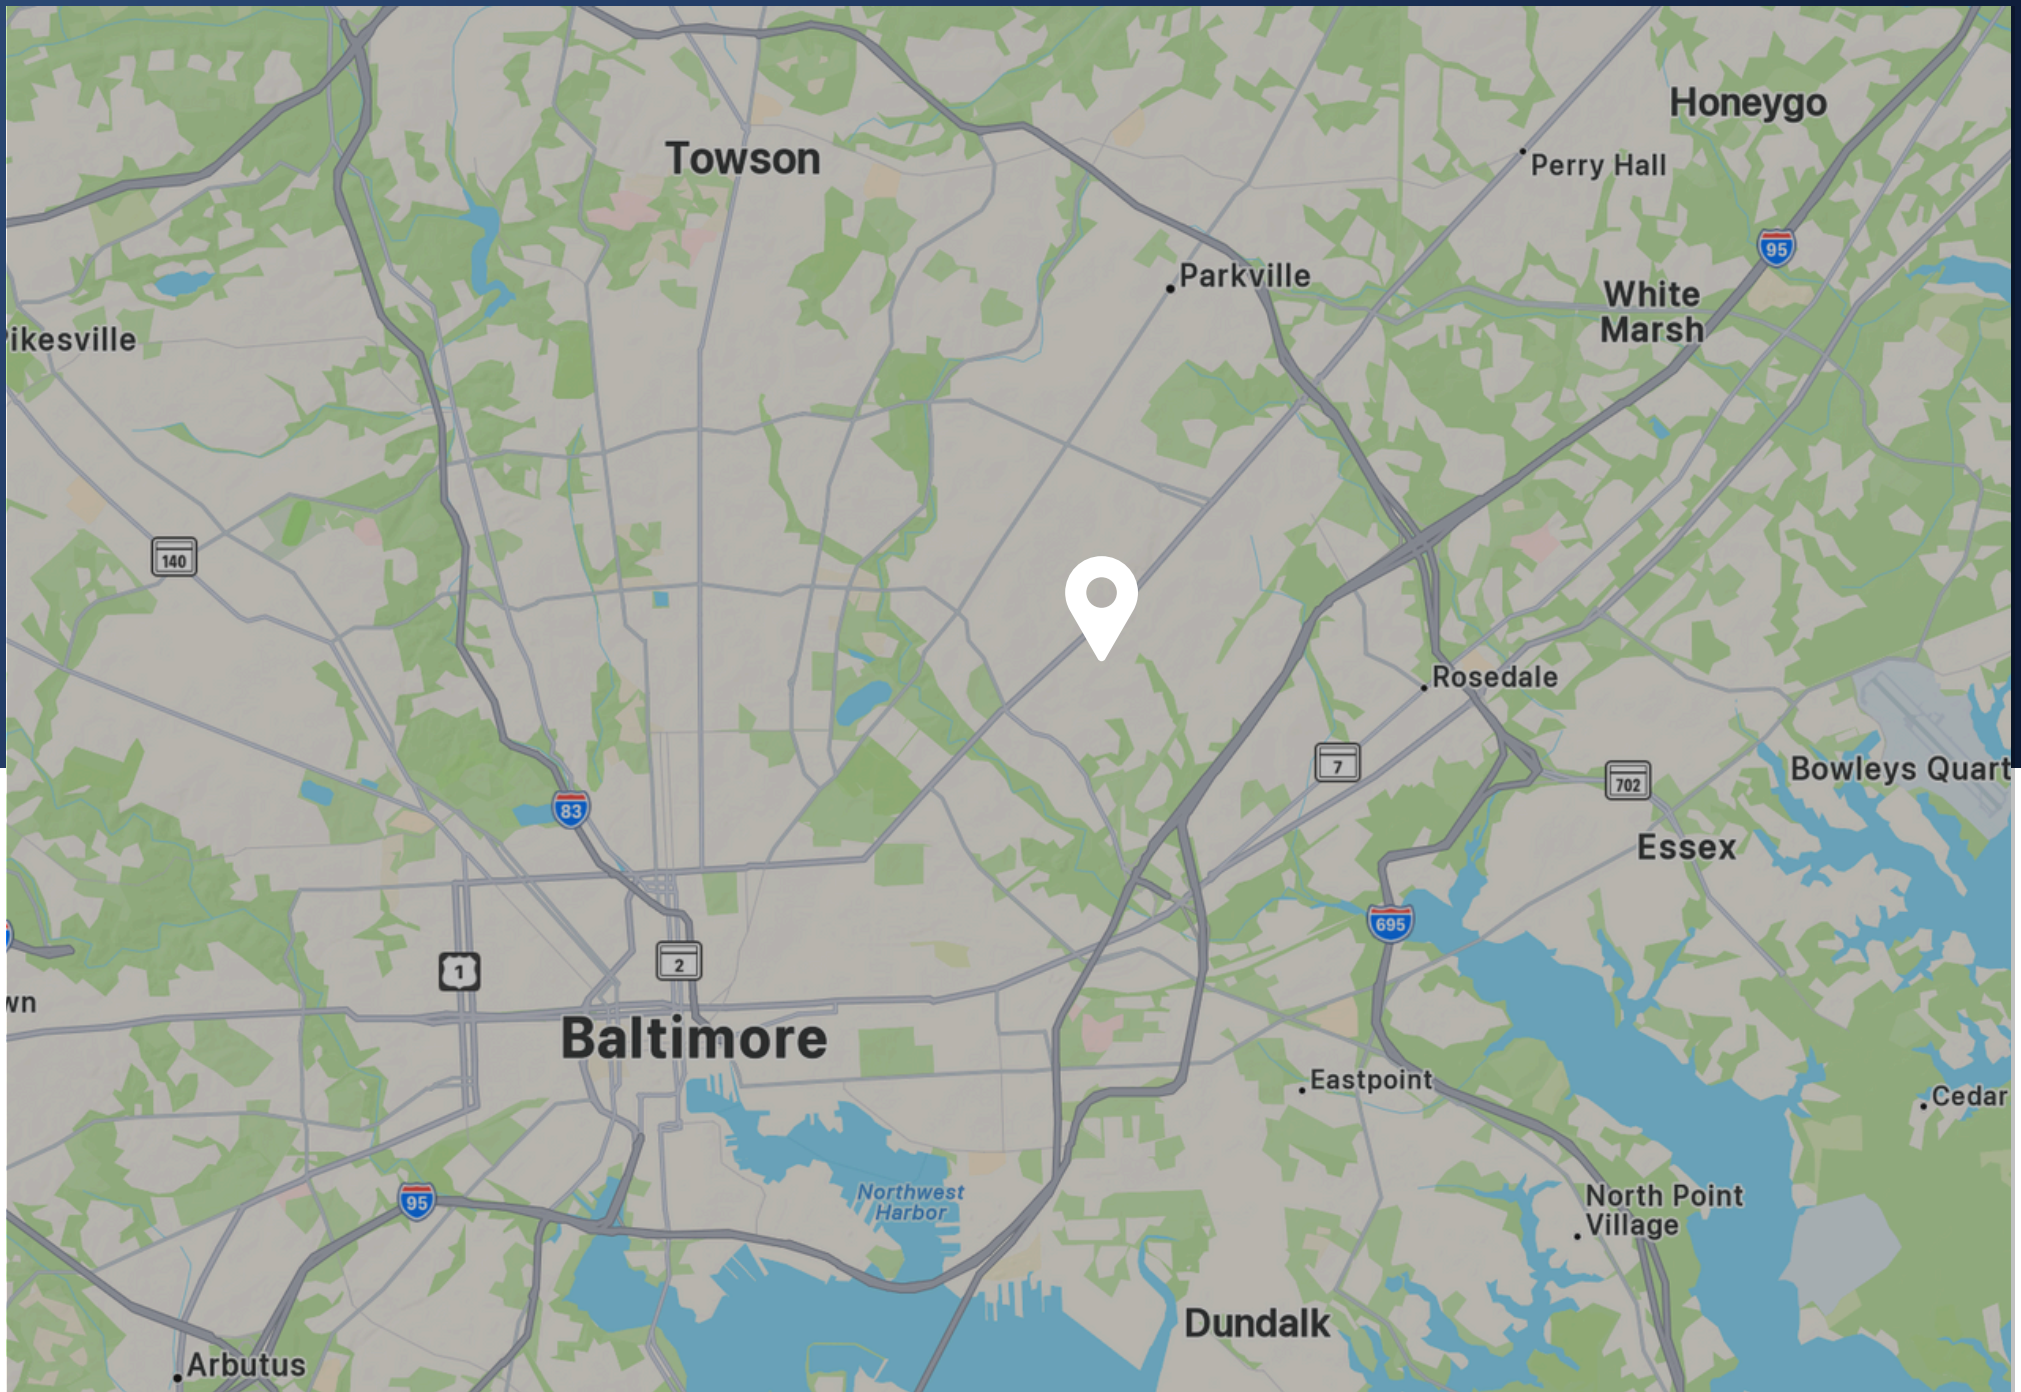 Honeygo
Towson
Perry Hall
95
Parkville
White
Marsh
ikesville
140
Rosedale
7
702
Bowleys Quart
83
Essex
695
1
2
wn
Baltimore
Eastpoint
Cedar
95
Northwest
Harbor
North Point
Village
Dundalk
Arbutus